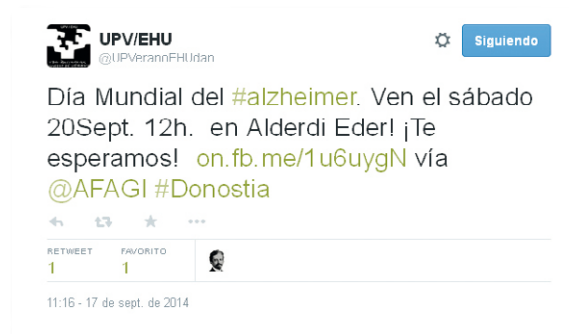 UPV/EHU
@UPVeranoEHUdan
Siguiendo
Día Mundial del #alzheimer. Ven el sábado
20Sept. 12h. en Alderdi Eder! ¡Te
esperamos! on.fb.me/1u6uygN vía
@AFAGI #Donostia
RETWEET FAVORITO
1 1
11:16 - 17 de sept. de 2014